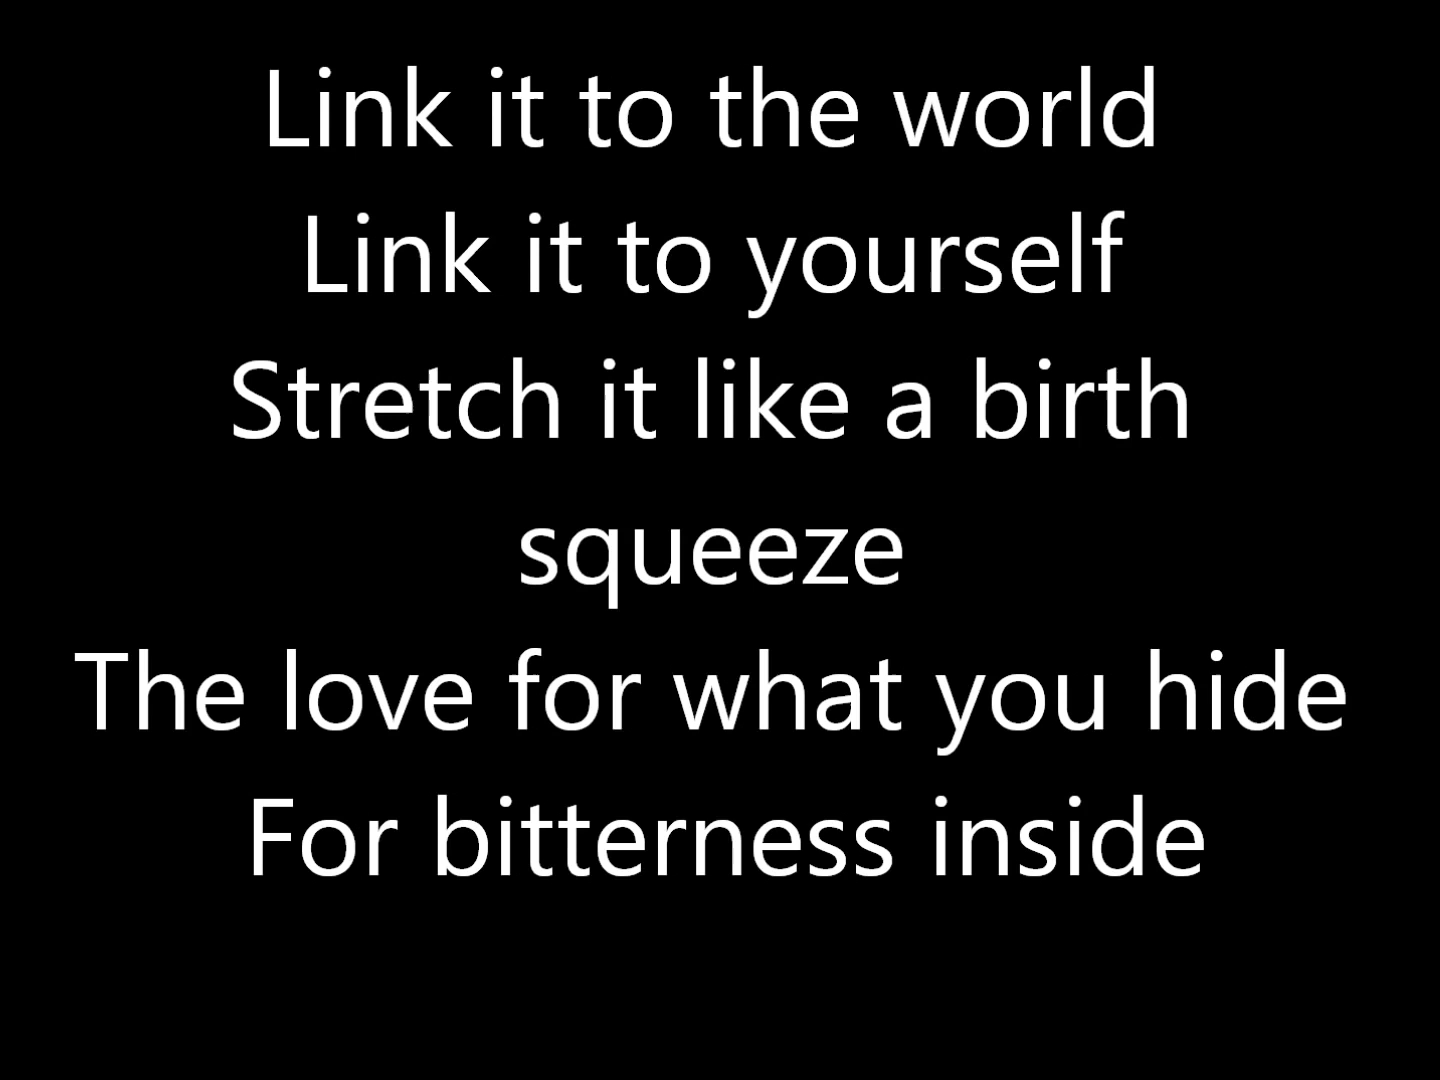 Link it to the world
Link it to yourself
Stretch it like a birth
squeeze
The love for what you hide
For bitterness inside